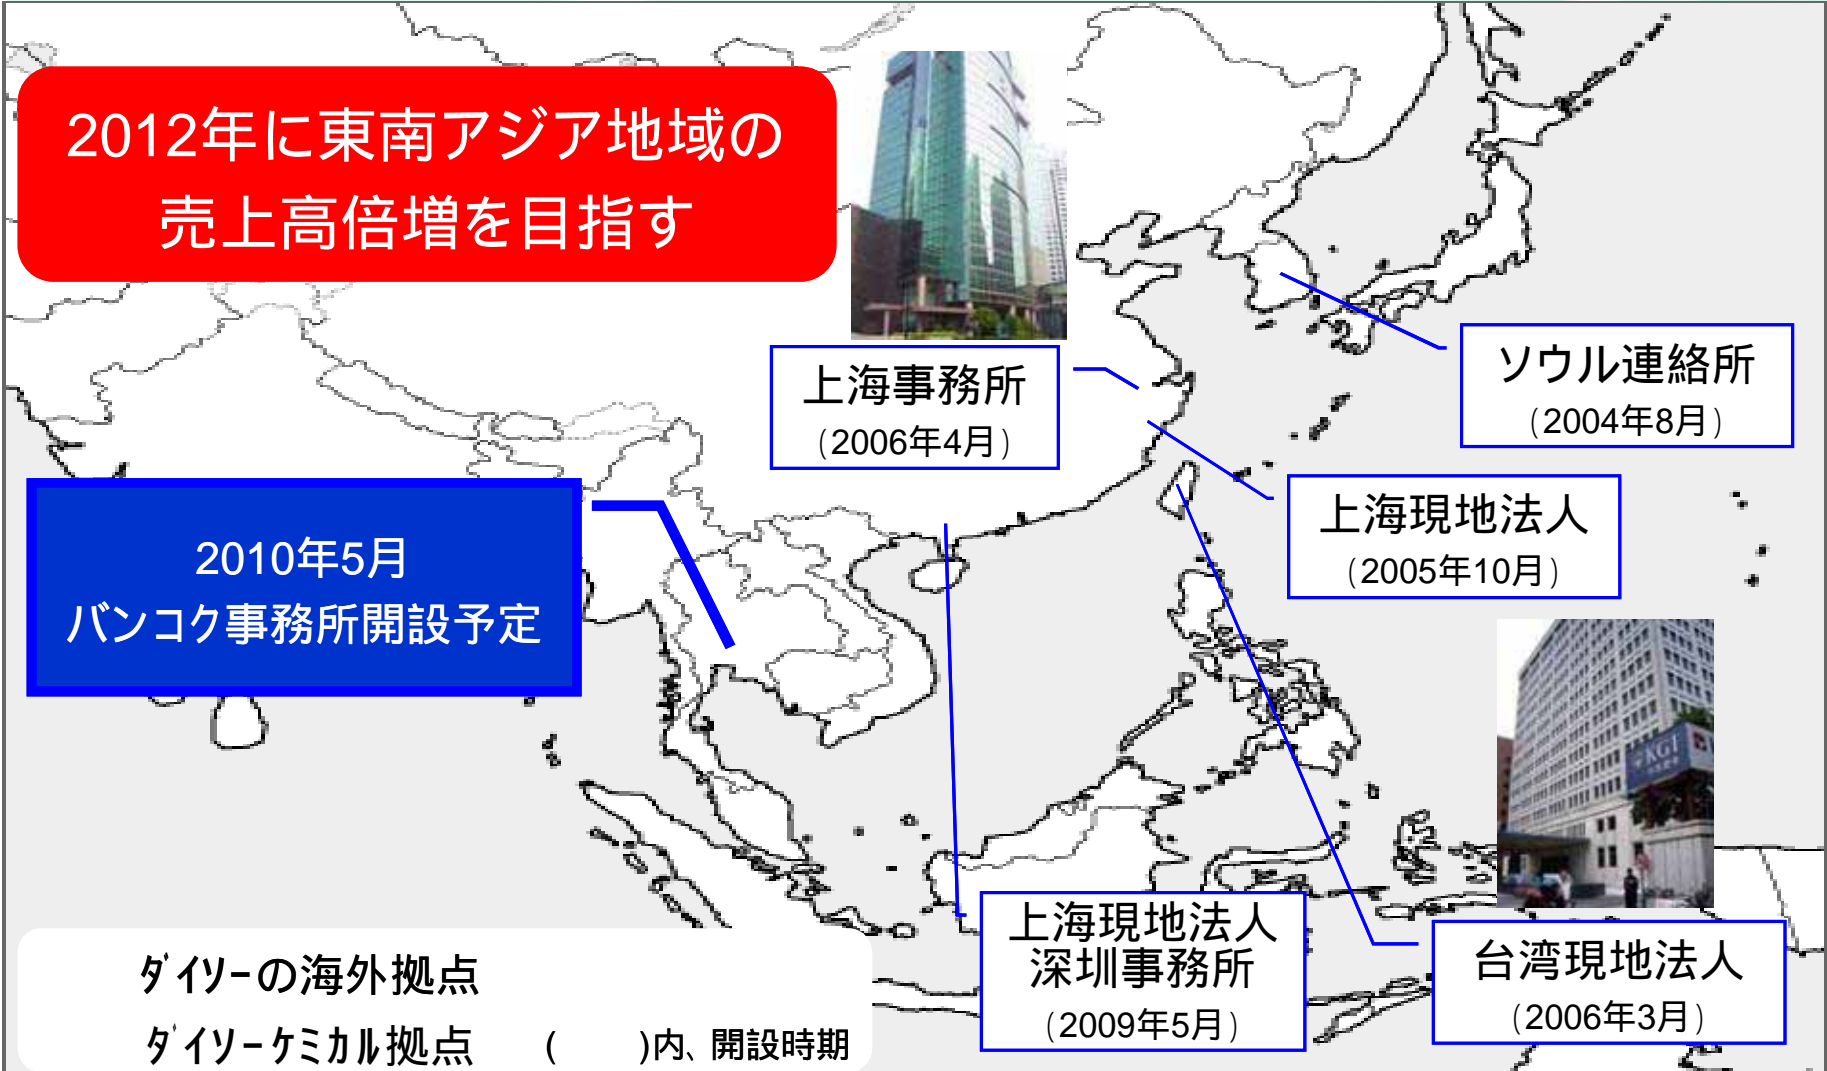 2012年に東南アジア地域の
売上高倍増を目指す
上海事務所
(2006年4月)
ソウル連絡所
(2004年8月)
上海現地法人
(2005年10月)
2010年5月
バンコク事務所開設予定
KGI
上海現地法人
深圳事務所
(2009年5月)
台湾現地法人
(2006年3月)
ダイソーの海外拠点
ダイソーケミカル拠点 ( )内、開設時期